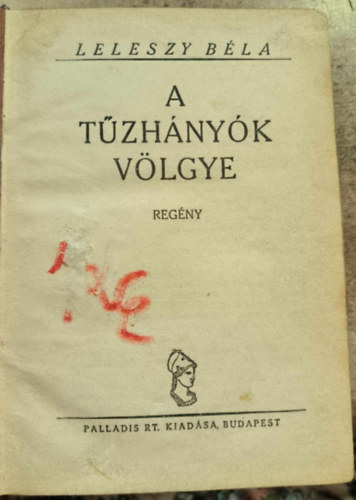 LELESZY BÉLA
A
TŰZHÁNYÓK
VÖLGYE
REGÉNY
PALLADIS RT. KIADÁSA, BUDAPEST